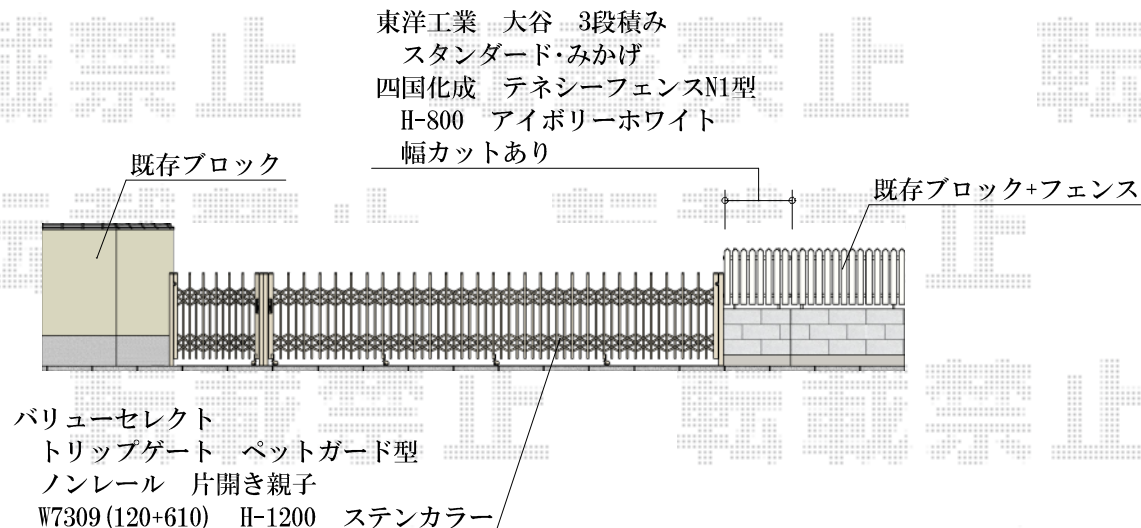 東洋工業　大谷　3段積み
スタンダード・みかげ
四国化成　テネシーフェンスN1型
H-800　アイボリーホワイト
幅カットあり
既存ブロック
既存ブロック+フェンス
バリューセレクト
トリップゲート　ペットガード型
ノンレール　片開き親子
W7309(120+610)　H-1200　ステンカラー
転載禁止